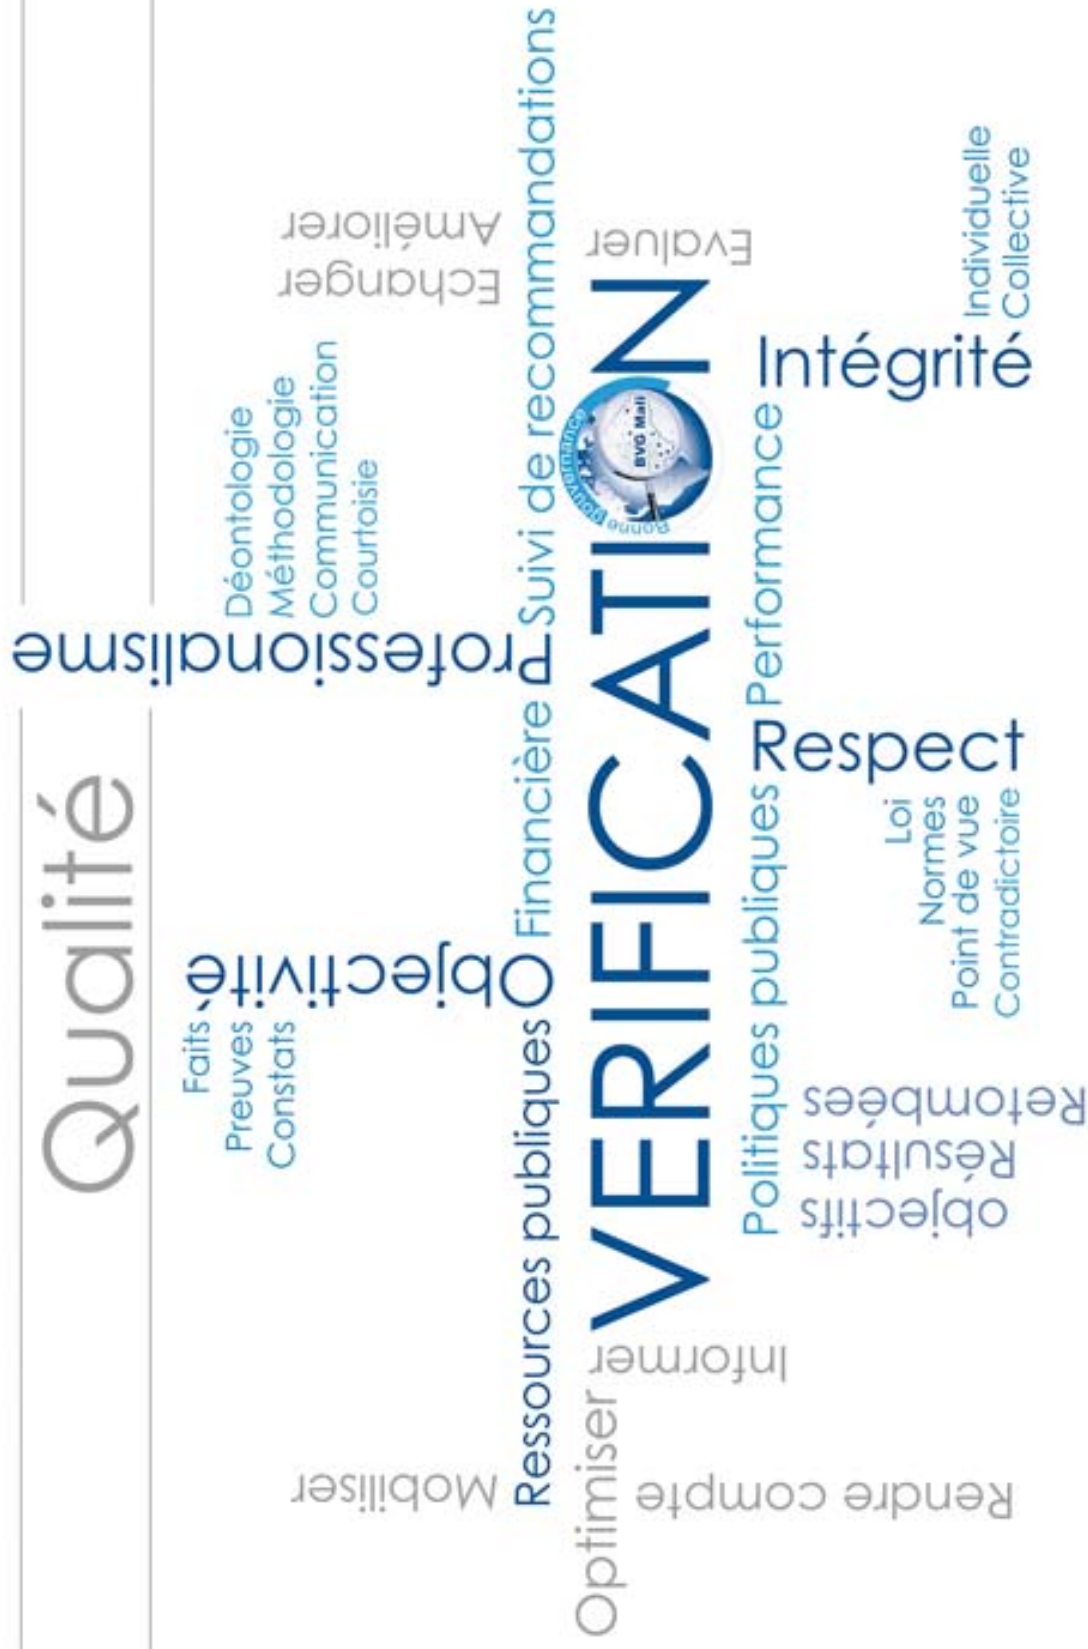 Qualité
Professionalisme
Déontologie
Méthodologie
Communication
Courtoisie
Objectivité
Faits
Preuves
Constats
Améliorer
Echanger
Mobiliser
Ressources publiques
Financière
Suivi de recommandations
Optimiser
Informer
VERIFICATION
Bonne gouvernance
BVG Mali
Evaluer
Rendre compte
Politiques publiques
Performance
objectifs
Résultats
Retombées
Respect
Loi
Normes
Point de vue
Contradictoire
Intégrité
Individuelle
Collective